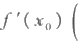 f ′( x₀ ) (